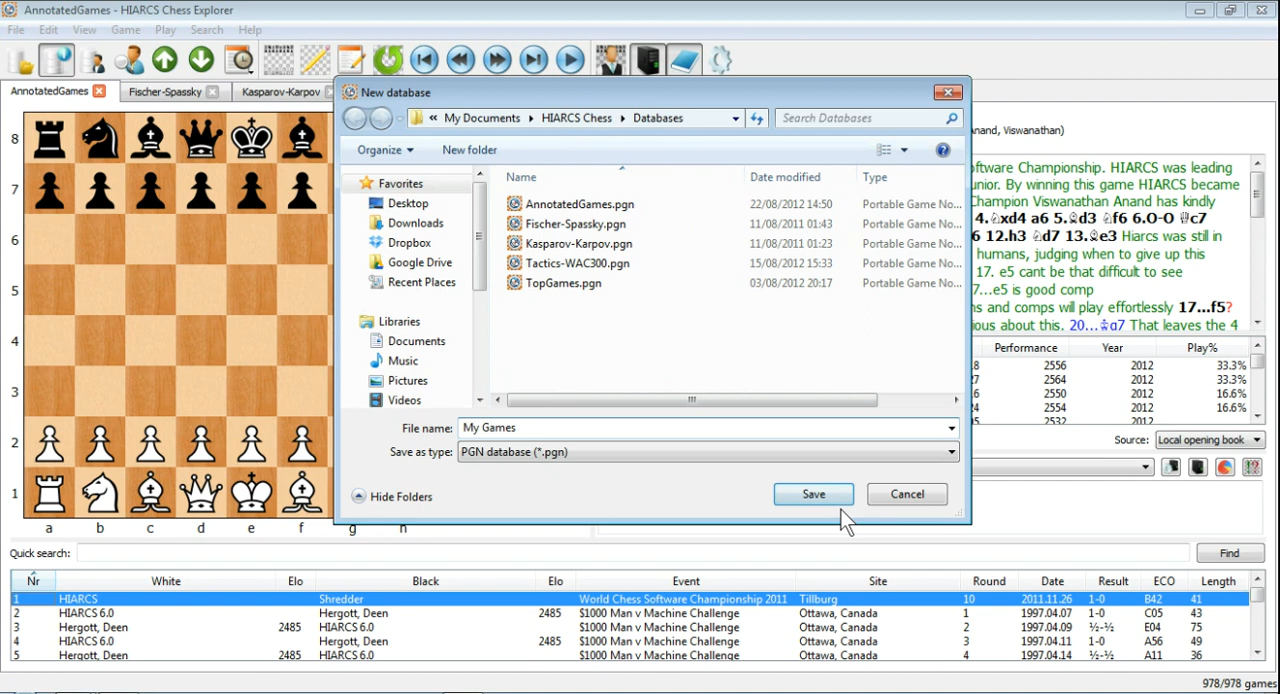 AnnotatedGames - HIARCS Chess Explorer
File Edit View Game Play Search Help
AnnotatedGames Fischer-Spassky Kasparov-Karpov
New database
My Documents HIARCS Chess Databases Search Databases
Organize New folder
Name Date modified Type
Favorites
Desktop
Downloads
Dropbox
Google Drive
Recent Places
Libraries
Documents
Music
Pictures
Videos
AnnotatedGames.pgn 22/08/2012 14:50 Portable Game No...
Fischer-Spassky.pgn 11/08/2011 01:43 Portable Game No...
Kasparov-Karpov.pgn 11/08/2011 01:23 Portable Game No...
Tactics-WAC300.pgn 15/08/2012 15:33 Portable Game No...
TopGames.pgn 03/08/2012 20:17 Portable Game No...
File name: My Games
Save as type: PGN database (*.pgn)
Hide Folders Save Cancel
8
7
6
5
4
3
2
1
a b c d e f g h
nand, Viswanathan)
oftware Championship. HIARCS was leading
unior. By winning this game HIARCS became
Champion Viswanathan Anand has kindly
4.♘xd4 a6 5.♗d3 ♘f6 6.O-O ♕c7
6 12.h3 ♘d7 13.♗e3 Hiarcs was still in
humans, judging when to give up this
17. e5 cant be that difficult to see
7...e5 is good comp
ns and comps will play effortlessly 17...f5?
ious about this. 20...♗a7 That leaves the 4
Performance Year Play%
8 2556 2012 33.3%
27 2564 2012 33.3%
6 2550 2012 16.6%
24 2554 2012 16.6%
5 2532 2012
Source: Local opening book
Quick search: Find
Nr White Elo Black Elo Event Site Round Date Result ECO Length
1 HIARCS Shredder World Chess Software Championship 2011 Tillburg 10 2011.11.26 1-0 B42 41
2 HIARCS 6.0 Hergott, Deen 2485 $1000 Man v Machine Challenge Ottawa, Canada 1 1997.04.07 1-0 C05 43
3 Hergott, Deen 2485 HIARCS 6.0 $1000 Man v Machine Challenge Ottawa, Canada 2 1997.04.09 ½-½ E04 75
4 HIARCS 6.0 Hergott, Deen 2485 $1000 Man v Machine Challenge Ottawa, Canada 3 1997.04.11 1-0 A56 49
5 Hergott, Deen 2485 HIARCS 6.0 $1000 Man v Machine Challenge Ottawa, Canada 4 1997.04.14 ½-½ A11 36
978/978 games